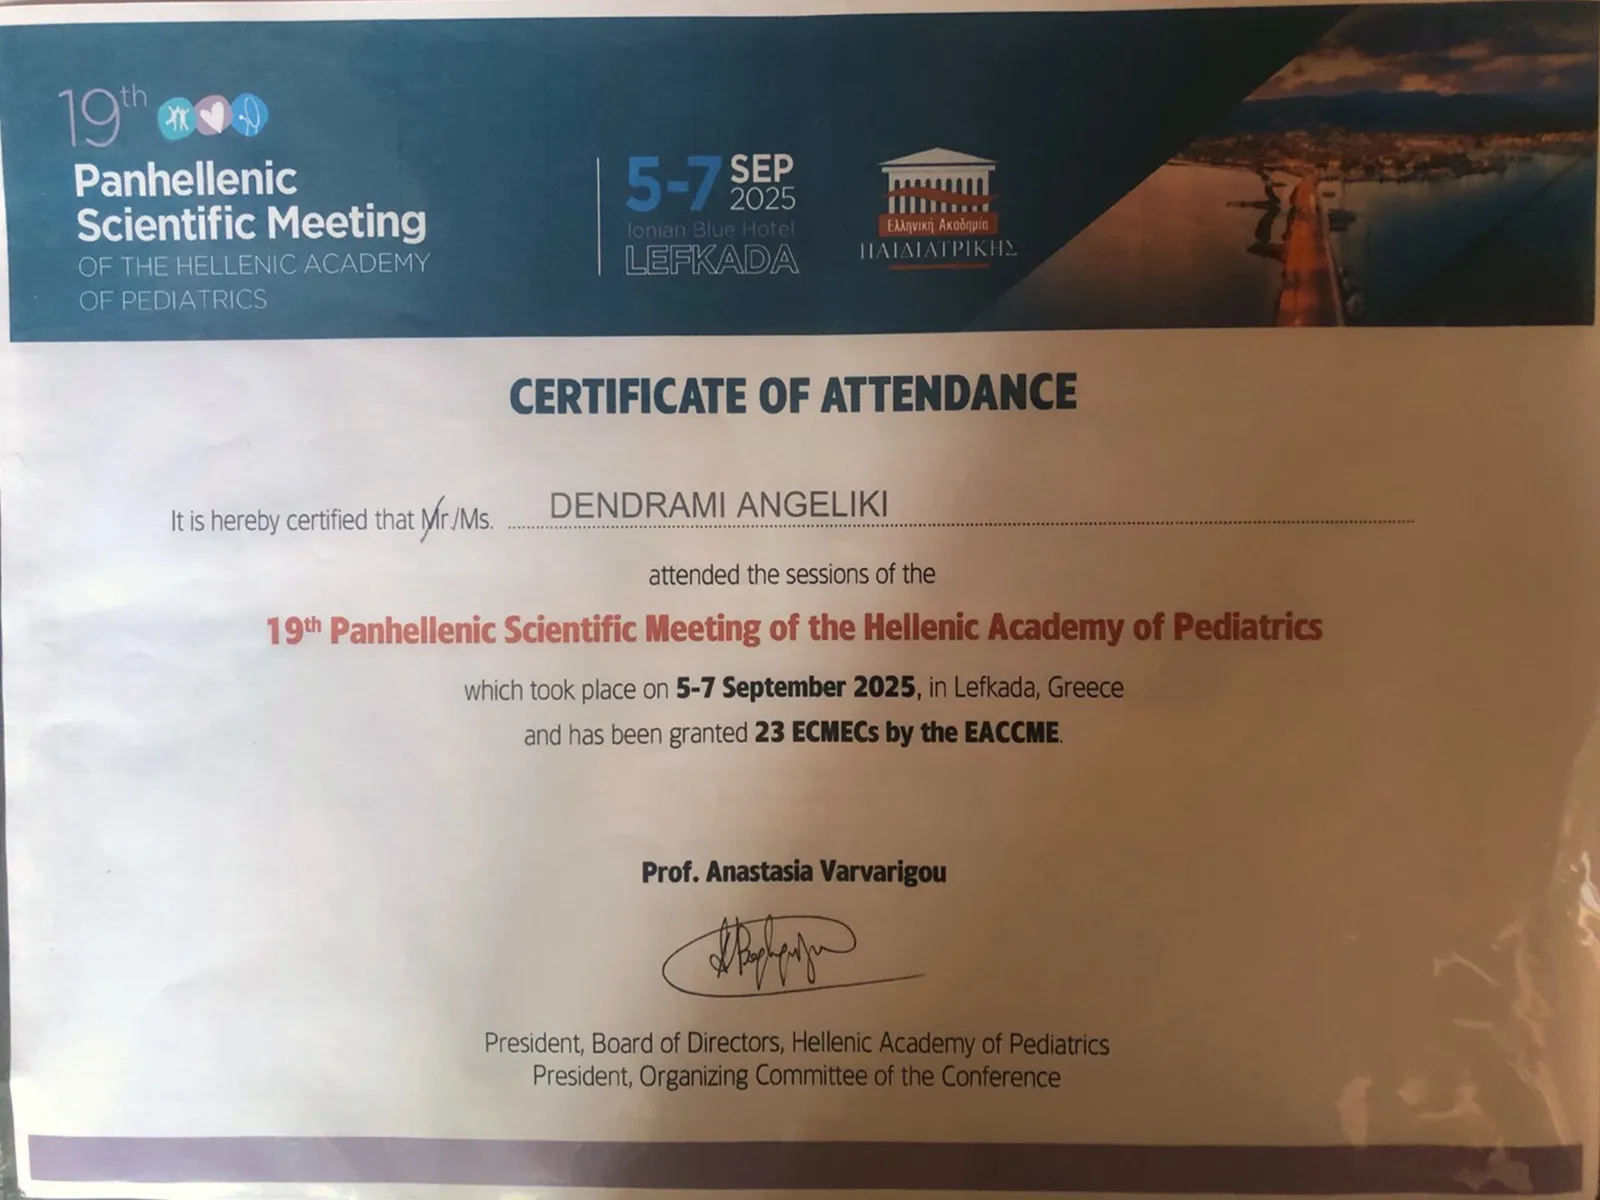 19th
Panhellenic
Scientific Meeting
OF THE HELLENIC ACADEMY
OF PEDIATRICS
5-7 SEP 2025
Ionian Blue Hotel
LEFKADA
Ελληνική Ακαδημία
ΠΑΙΔΙΑΤΡΙΚΗΣ
CERTIFICATE OF ATTENDANCE
It is hereby certified that Mr./Ms. DENDRAMI ANGELIKI
attended the sessions of the
19th Panhellenic Scientific Meeting of the Hellenic Academy of Pediatrics
which took place on 5-7 September 2025, in Lefkada, Greece
and has been granted 23 ECMECs by the EACCME.
Prof. Anastasia Varvarigou
President, Board of Directors, Hellenic Academy of Pediatrics
President, Organizing Committee of the Conference